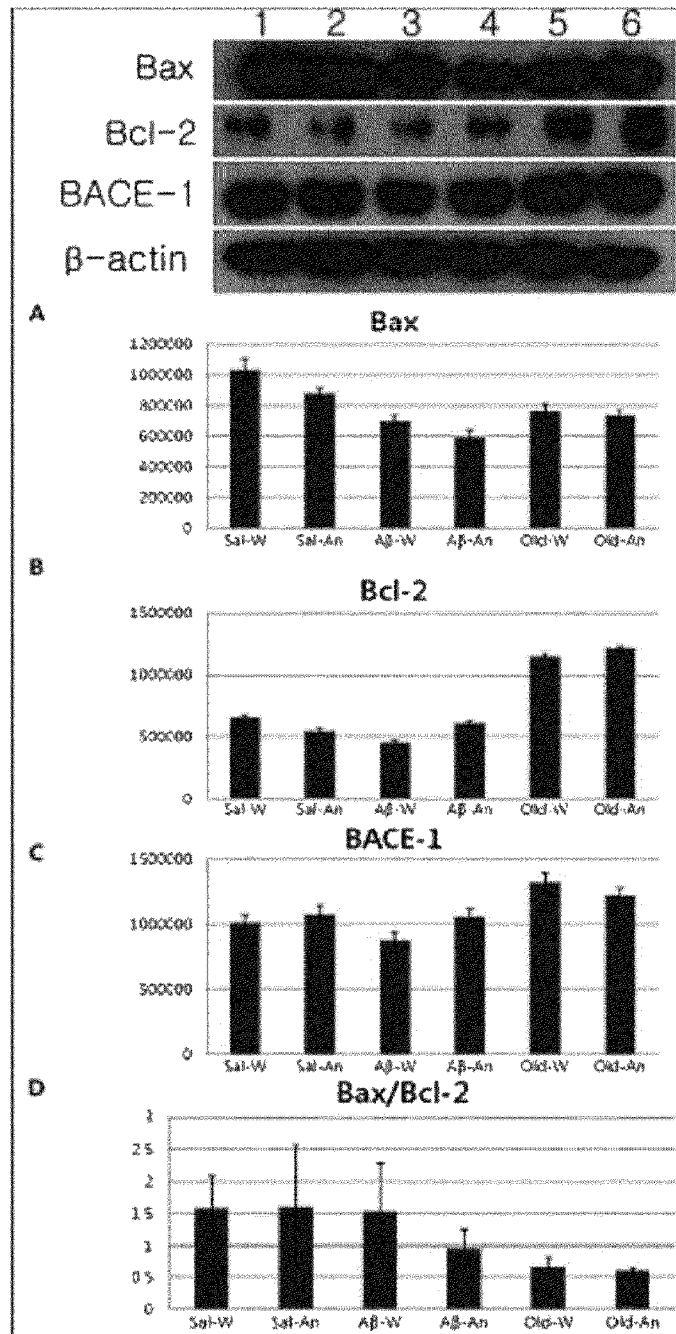 1 2 3 4 5 6
Bax
Bcl-2
BACE-1
β-actin
A
Bax
1200000
1000000
800000
600000
400000
200000
0
Sal-W Sal-An Aβ-W Aβ-An Old-W Old-An
B
Bcl-2
1500000
1000000
500000
0
Sal-W Sal-An Aβ-W Aβ-An Old-W Old-An
C
BACE-1
1500000
1000000
500000
0
Sal-W Sal-An Aβ-W Aβ-An Old-W Old-An
D
Bax/Bcl-2
3
2.5
2
1.5
1
0.5
0
Sal-W Sal-An Aβ-W Aβ-An Old-W Old-An